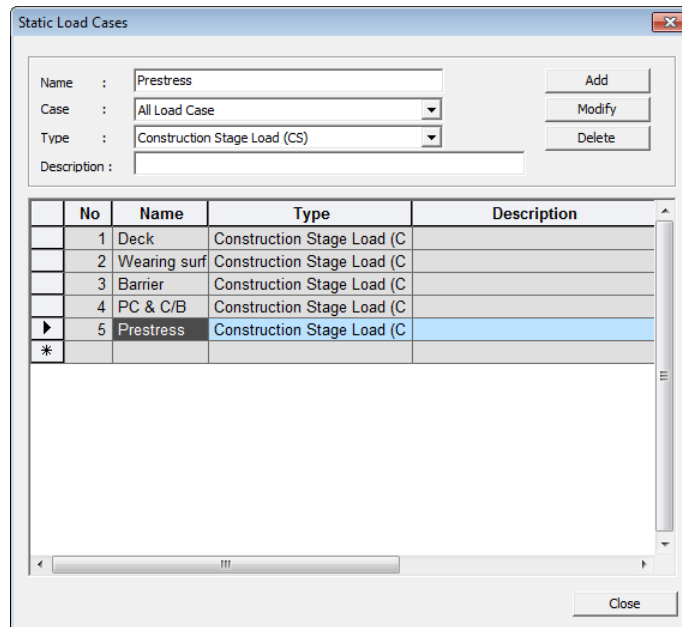 Static Load Cases
Name : Prestress Add
Case : All Load Case Modify
Type : Construction Stage Load (CS) Delete
Description :
No Name Type Description
1 Deck Construction Stage Load (C
2 Wearing surf Construction Stage Load (C
3 Barrier Construction Stage Load (C
4 PC & C/B Construction Stage Load (C
5 Prestress Construction Stage Load (C
Close